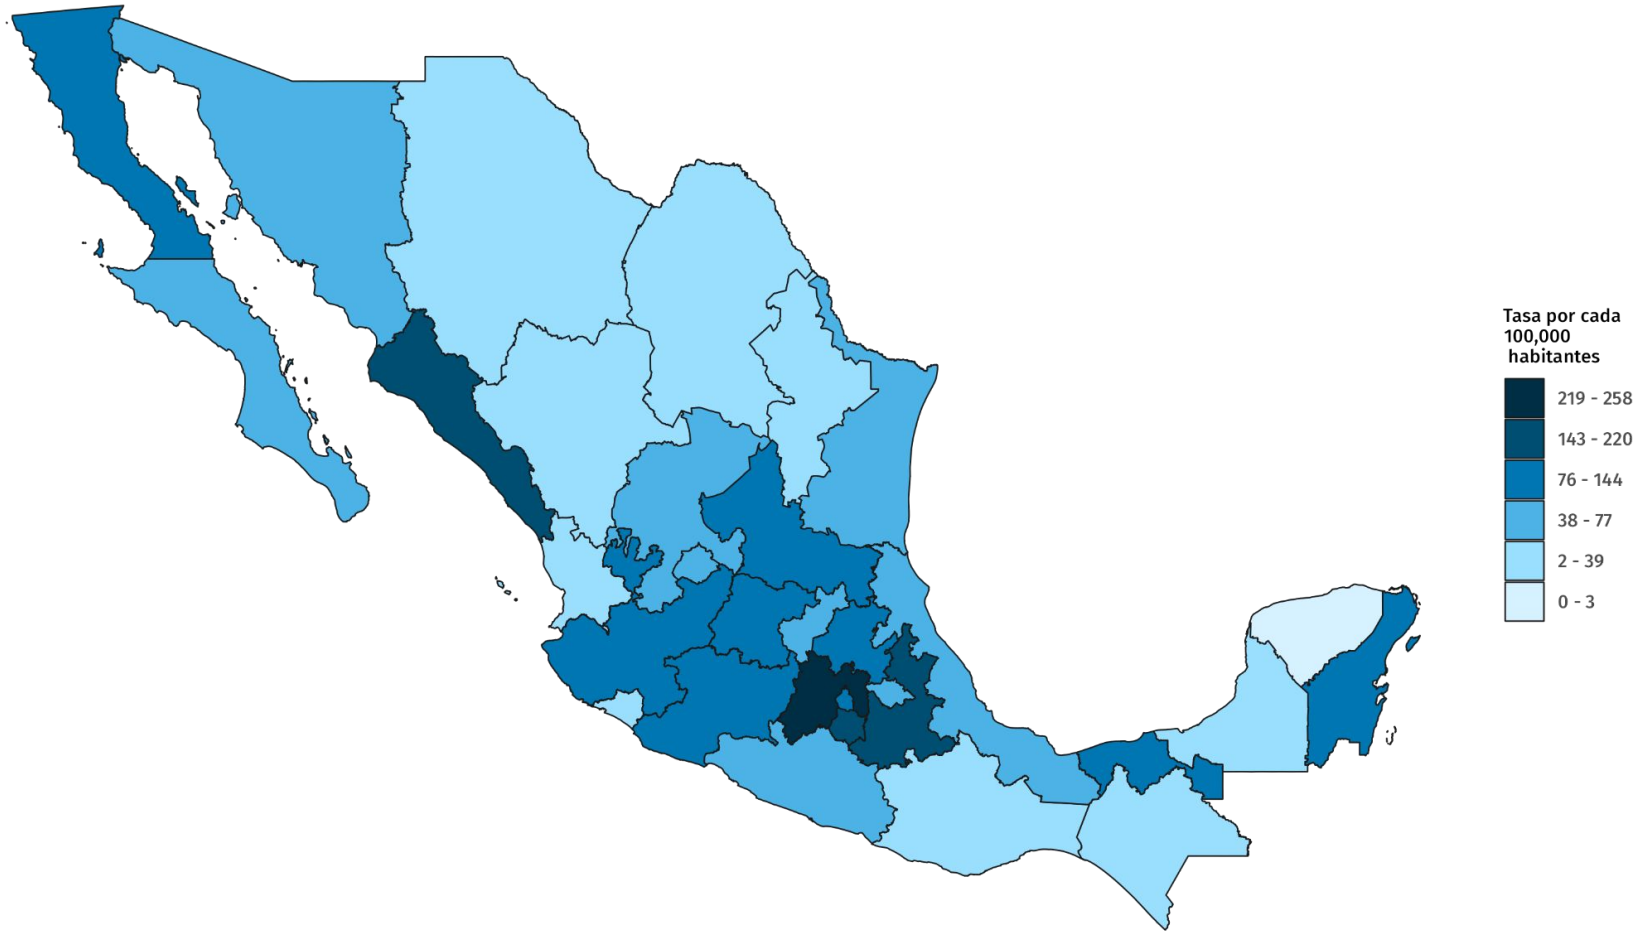 Tasa por cada
100,000
habitantes
219 - 258
143 - 220
76 - 144
38 - 77
2 - 39
0 - 3